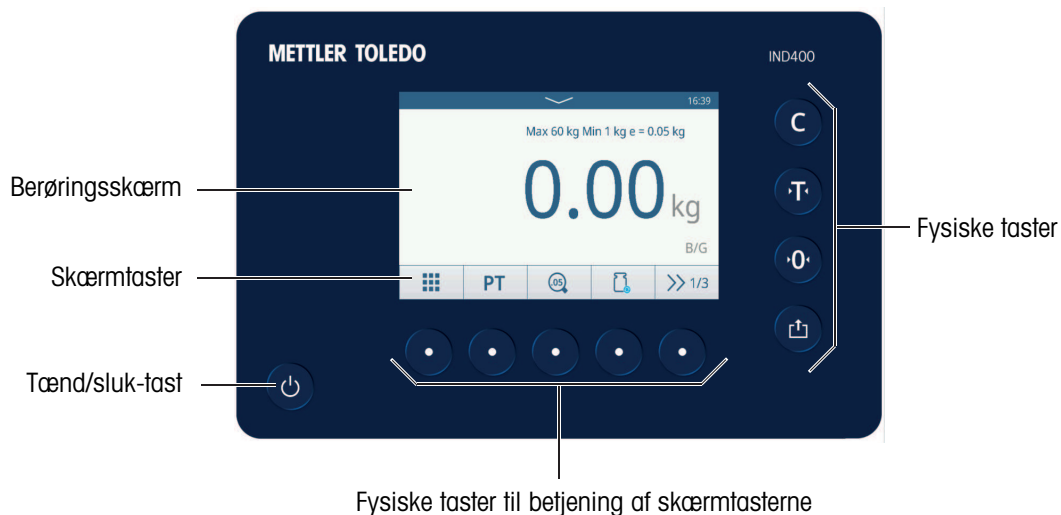 METTLER TOLEDO
IND400
16:39
Max 60 kg Min 1 kg e = 0.05 kg
0.00 kg
B/G
PT
.05
1/3
C
T
0
Berøringsskærm
Skærmtaster
Tænd/sluk-tast
Fysiske taster
Fysiske taster til betjening af skærmtasterne